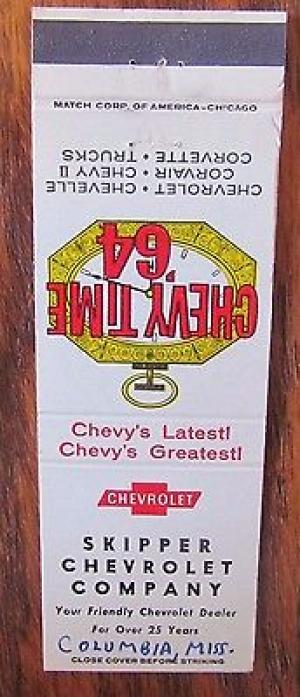 MATCH CORP. OF AMERICA-CHICAGO
CHEVROLET • CHEVELLE
CORVAIR • CHEVY II
CORVETTE • TRUCKS
CHEVY TIME
'64
Chevy's Latest!
Chevy's Greatest!
CHEVROLET
SKIPPER
CHEVROLET
COMPANY
Your Friendly Chevrolet Dealer
For Over 25 Years
COLUMBIA, MISS.
CLOSE COVER BEFORE STRIKING